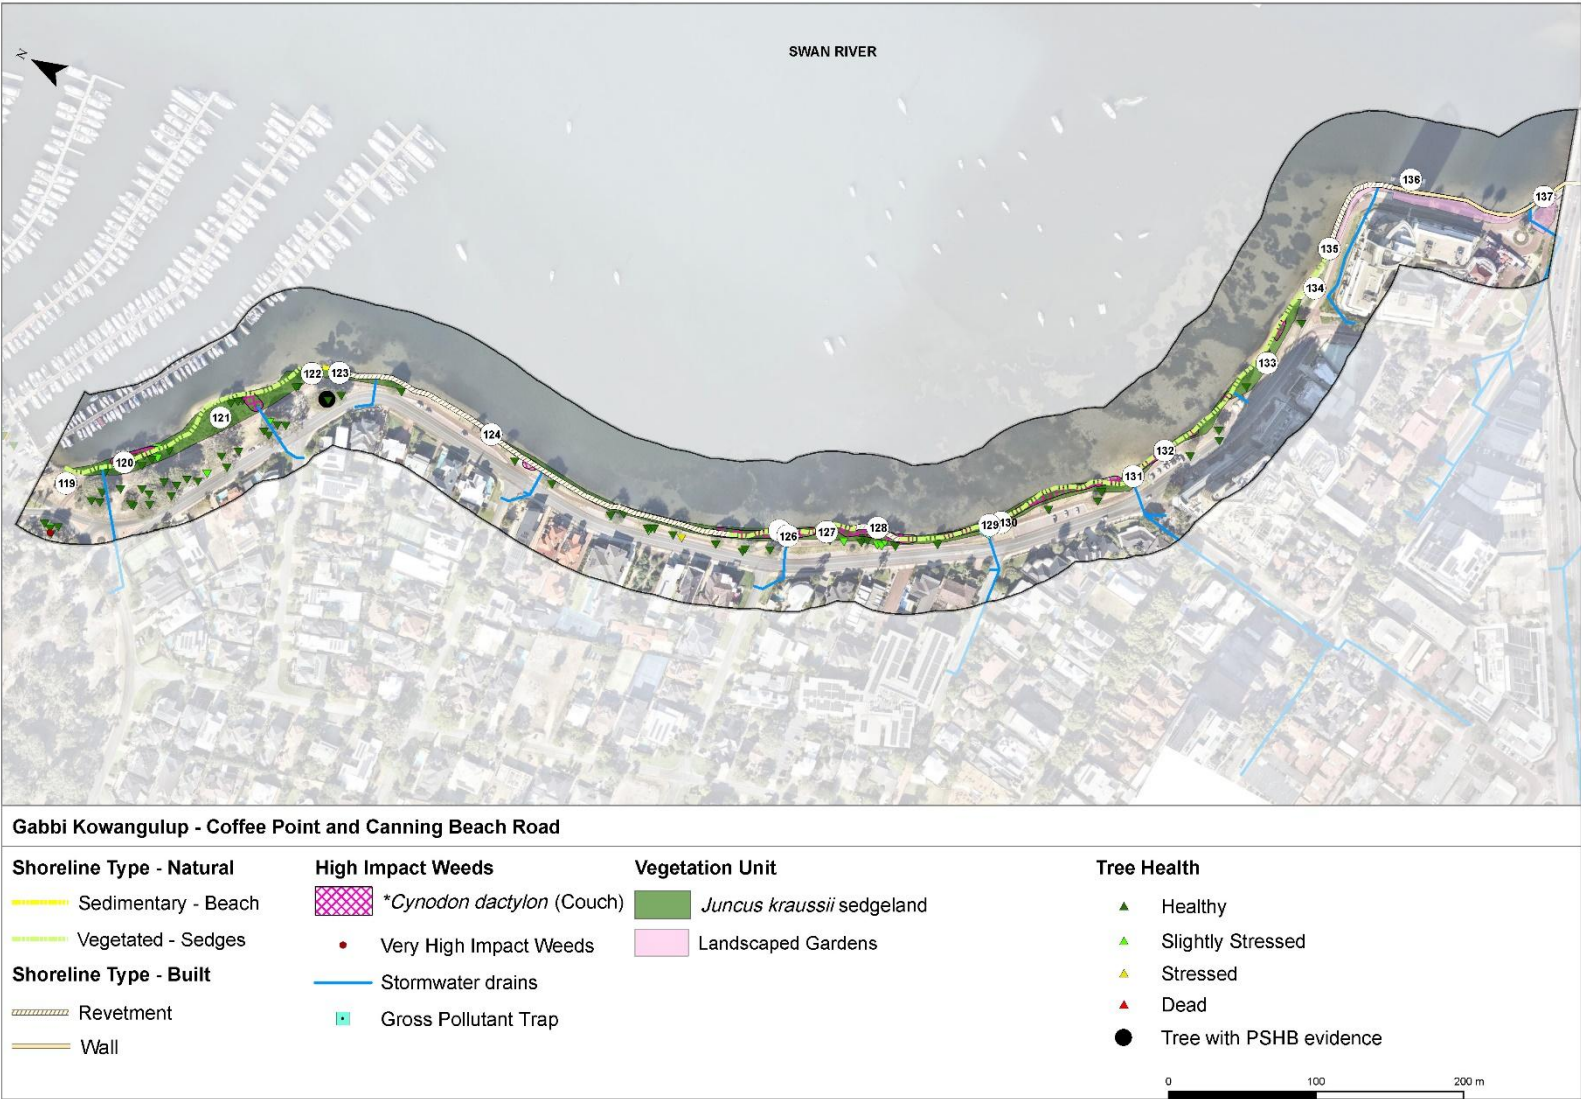 SWAN RIVER
N
136
137
135
134
133
122
123
121
124
132
120
131
119
126
127
128
129
130
Gabbi Kowangulup - Coffee Point and Canning Beach Road
Shoreline Type - Natural
Sedimentary - Beach
Vegetated - Sedges
Shoreline Type - Built
Revetment
Wall
High Impact Weeds
*Cynodon dactylon (Couch)
Very High Impact Weeds
Stormwater drains
Gross Pollutant Trap
Vegetation Unit
Juncus kraussii sedgeland
Landscaped Gardens
Tree Health
Healthy
Slightly Stressed
Stressed
Dead
Tree with PSHB evidence
0 100 200 m